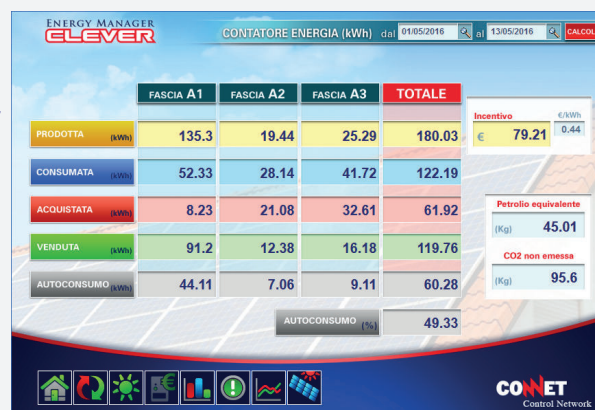 ENERGY MANAGER
CLEVER
CONTATORE ENERGIA (kWh) dal 01/05/2016 al 13/05/2016 CALCOL
FASCIA A1 FASCIA A2 FASCIA A3 TOTALE
PRODOTTA (kWh) 135.3 19.44 25.29 180.03
CONSUMATA (kWh) 52.33 28.14 41.72 122.19
ACQUISTATA (kWh) 8.23 21.08 32.61 61.92
VENDUTA (kWh) 91.2 12.38 16.18 119.76
AUTOCONSUMO (kWh) 44.11 7.06 9.11 60.28
AUTOCONSUMO (%) 49.33
Incentivo €/kWh
€ 79.21 0.44
Petrolio equivalente
(Kg) 45.01
CO2 non emessa
(Kg) 95.6
CONNET
Control Network